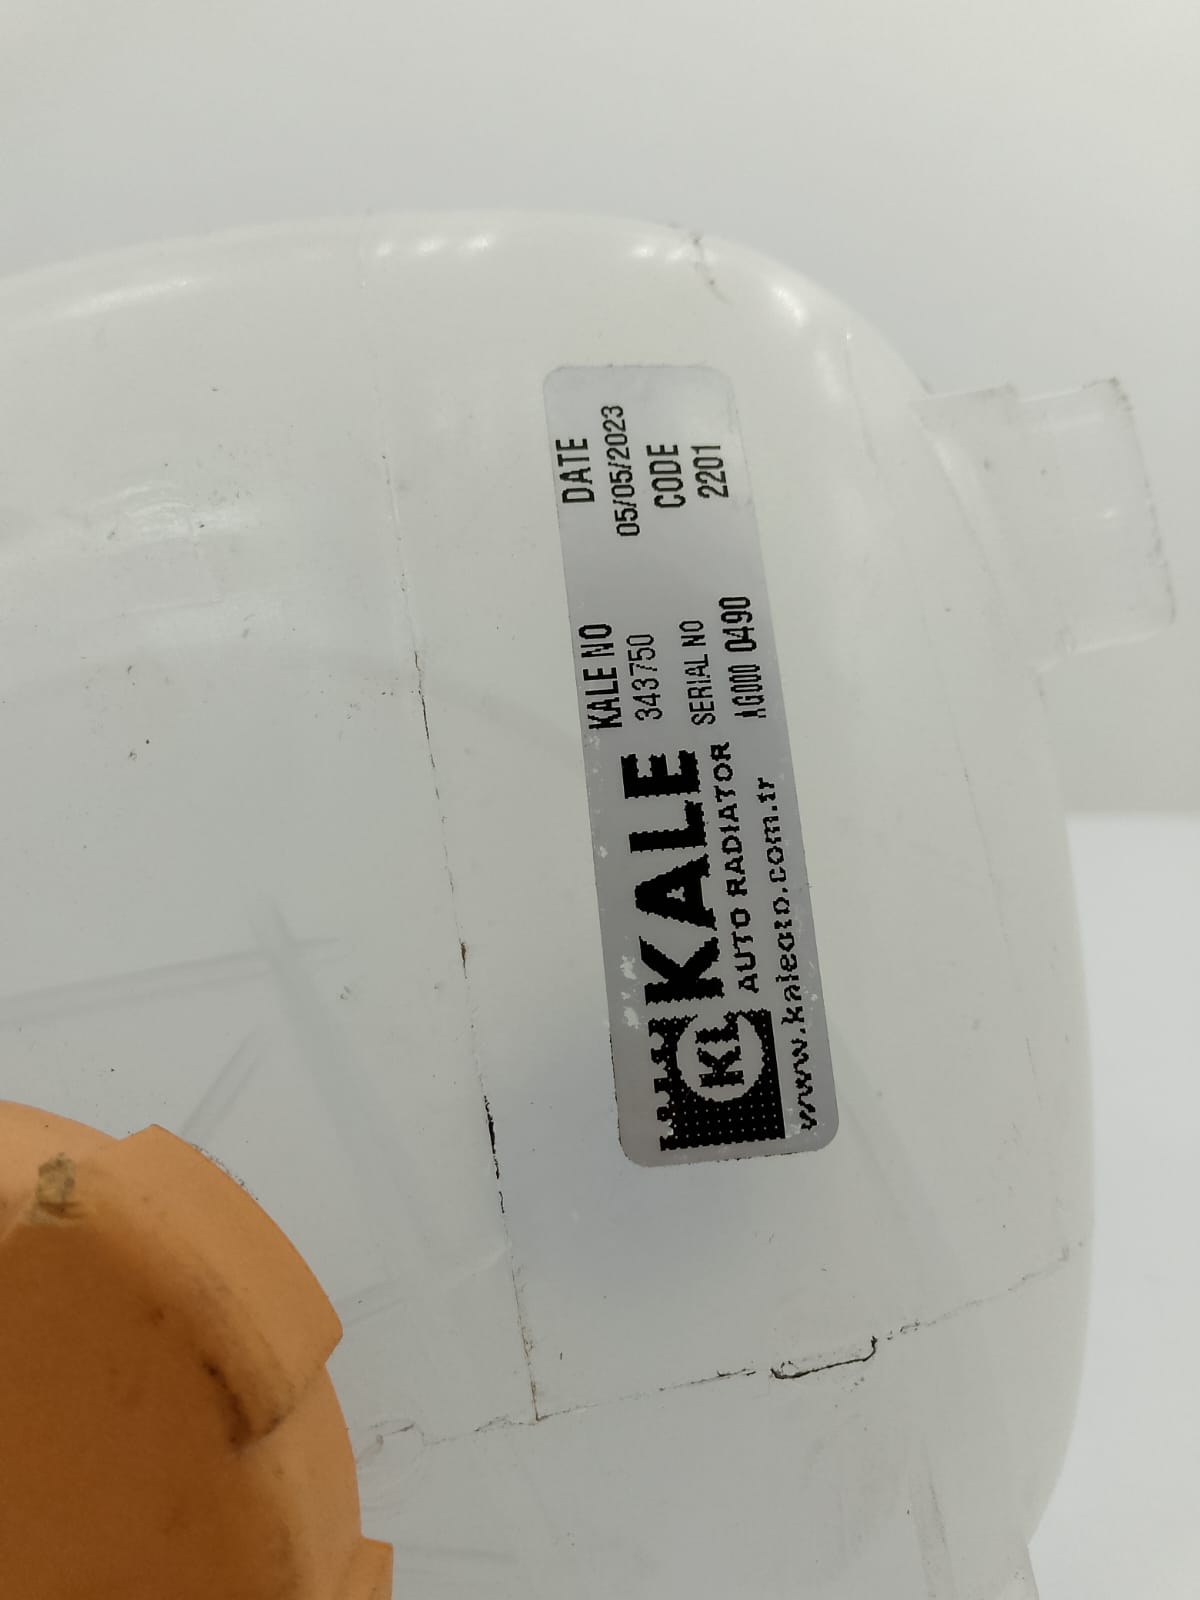 KL
KALE
AUTO RADIATOR
www.kaleoto.com.tr
KALE NO
343750
SERIAL NO
AG000 0490
DATE
05/05/2023
CODE
2201